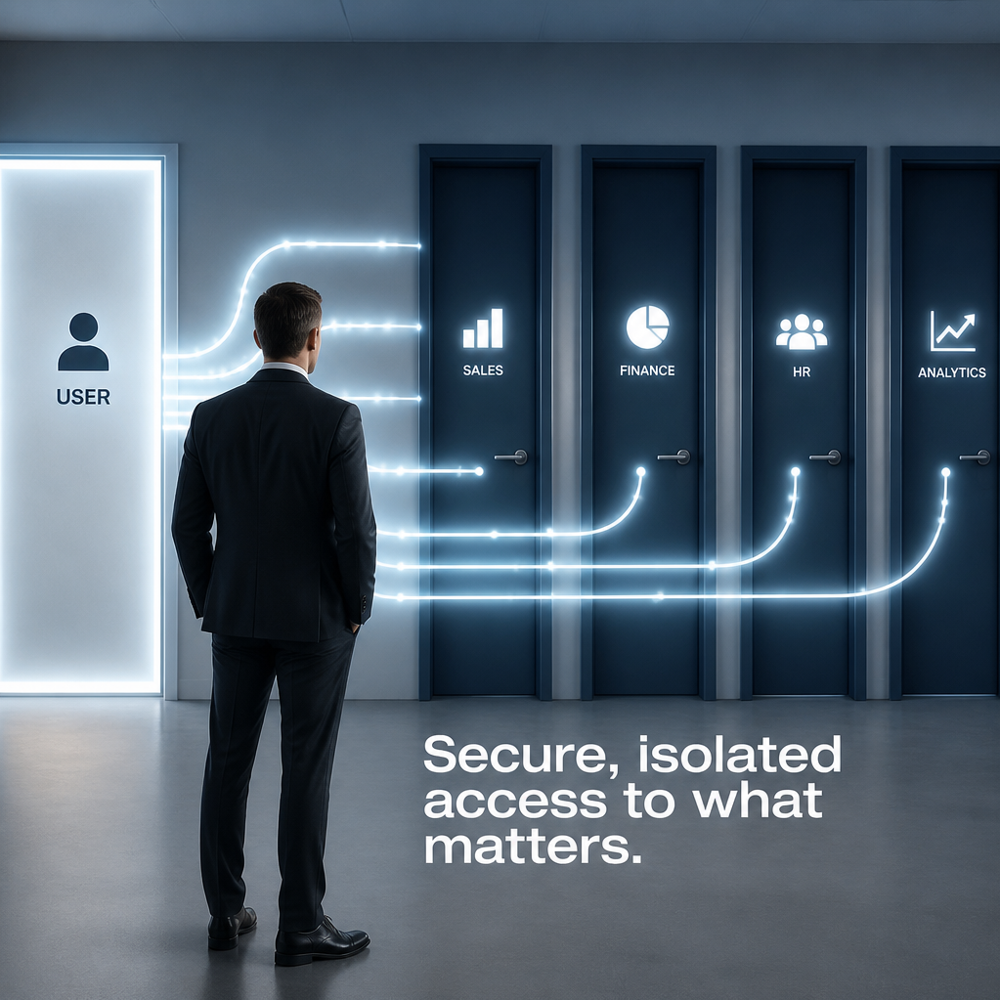 USER
SALES
FINANCE
HR
ANALYTICS
Secure, isolated
access to what
matters.